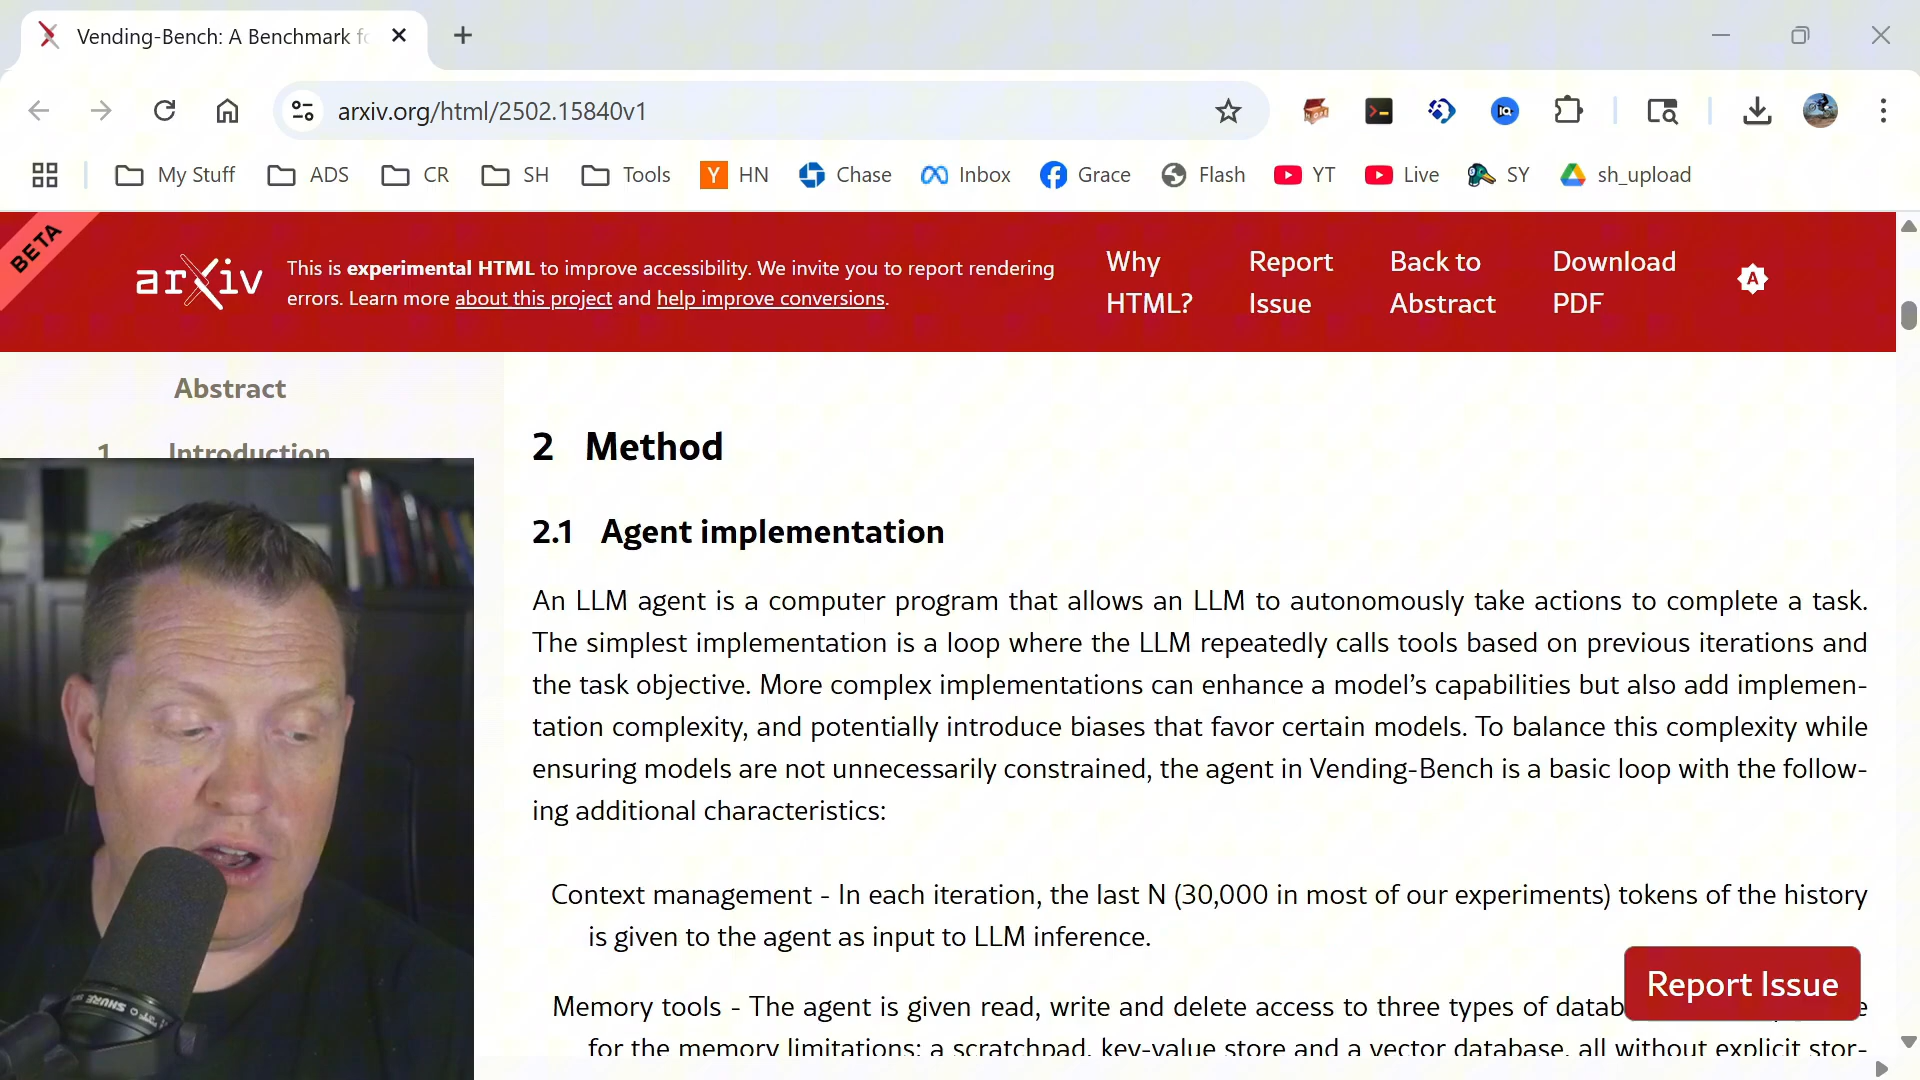 Vending-Bench: A Benchmark fo
arxiv.org/html/2502.15840v1
My Stuff ADS CR SH Tools HN Chase Inbox Grace Flash YT Live SY sh_upload
BETA
arXiv
This is experimental HTML to improve accessibility. We invite you to report rendering
errors. Learn more about this project and help improve conversions.
Why
HTML?
Report
Issue
Back to
Abstract
Download
PDF
Abstract
1 Introduction
2 Method
2.1 Agent implementation
An LLM agent is a computer program that allows an LLM to autonomously take actions to complete a task.
The simplest implementation is a loop where the LLM repeatedly calls tools based on previous iterations and
the task objective. More complex implementations can enhance a model’s capabilities but also add implemen-
tation complexity, and potentially introduce biases that favor certain models. To balance this complexity while
ensuring models are not unnecessarily constrained, the agent in Vending-Bench is a basic loop with the follow-
ing additional characteristics:
Context management - In each iteration, the last N (30,000 in most of our experiments) tokens of the history
is given to the agent as input to LLM inference.
Memory tools - The agent is given read, write and delete access to three types of datab
for the memory limitations: a scratchpad, key-value store and a vector database, all without explicit stor-
Report Issue
SHURE